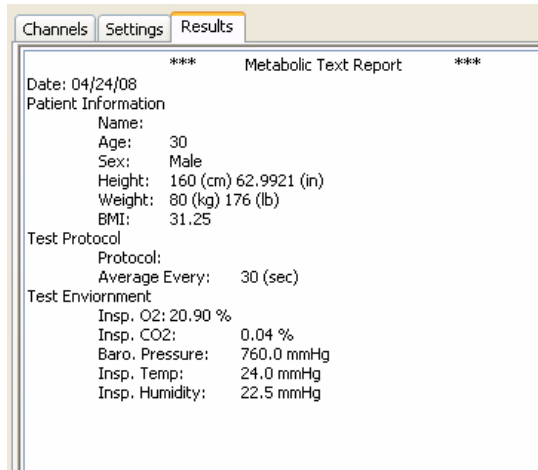 Channels Settings Results
*** Metabolic Text Report ***
Date: 04/24/08
Patient Information
Name:
Age: 30
Sex: Male
Height: 160 (cm) 62.9921 (in)
Weight: 80 (kg) 176 (lb)
BMI: 31.25
Test Protocol
Protocol:
Average Every: 30 (sec)
Test Enviornment
Insp. O2: 20.90 %
Insp. CO2: 0.04 %
Baro. Pressure: 760.0 mmHg
Insp. Temp: 24.0 mmHg
Insp. Humidity: 22.5 mmHg